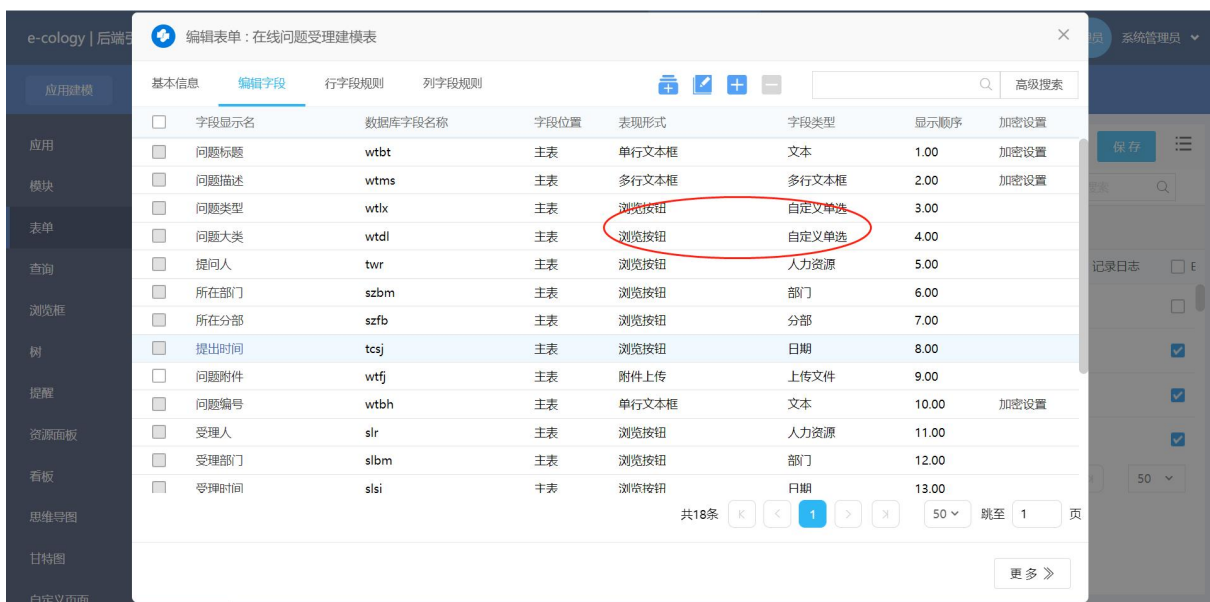 e-cology | 后端引
编辑表单 : 在线问题受理建模表
员 系统管理员
应用建模
基本信息 编辑字段 行字段规则 列字段规则 高级搜索
应用
模块
表单
查询
浏览框
树
提醒
资源面板
看板
思维导图
甘特图
自定义页面
保存
记录日志
50
字段显示名 数据库字段名称 字段位置 表现形式 字段类型 显示顺序 加密设置
问题标题 wtbt 主表 单行文本框 文本 1.00 加密设置
问题描述 wtms 主表 多行文本框 多行文本框 2.00 加密设置
问题类型 wtlx 主表 浏览按钮 自定义单选 3.00
问题大类 wtdl 主表 浏览按钮 自定义单选 4.00
提问人 twr 主表 浏览按钮 人力资源 5.00
所在部门 szbm 主表 浏览按钮 部门 6.00
所在分部 szfb 主表 浏览按钮 分部 7.00
提出时间 tcsj 主表 浏览按钮 日期 8.00
问题附件 wtfj 主表 附件上传 上传文件 9.00
问题编号 wtbh 主表 单行文本框 文本 10.00 加密设置
受理人 slr 主表 浏览按钮 人力资源 11.00
受理部门 slbm 主表 浏览按钮 部门 12.00
受理时间 slsj 主表 浏览按钮 日期 13.00
共18条 1 50 跳至 1 页
更多